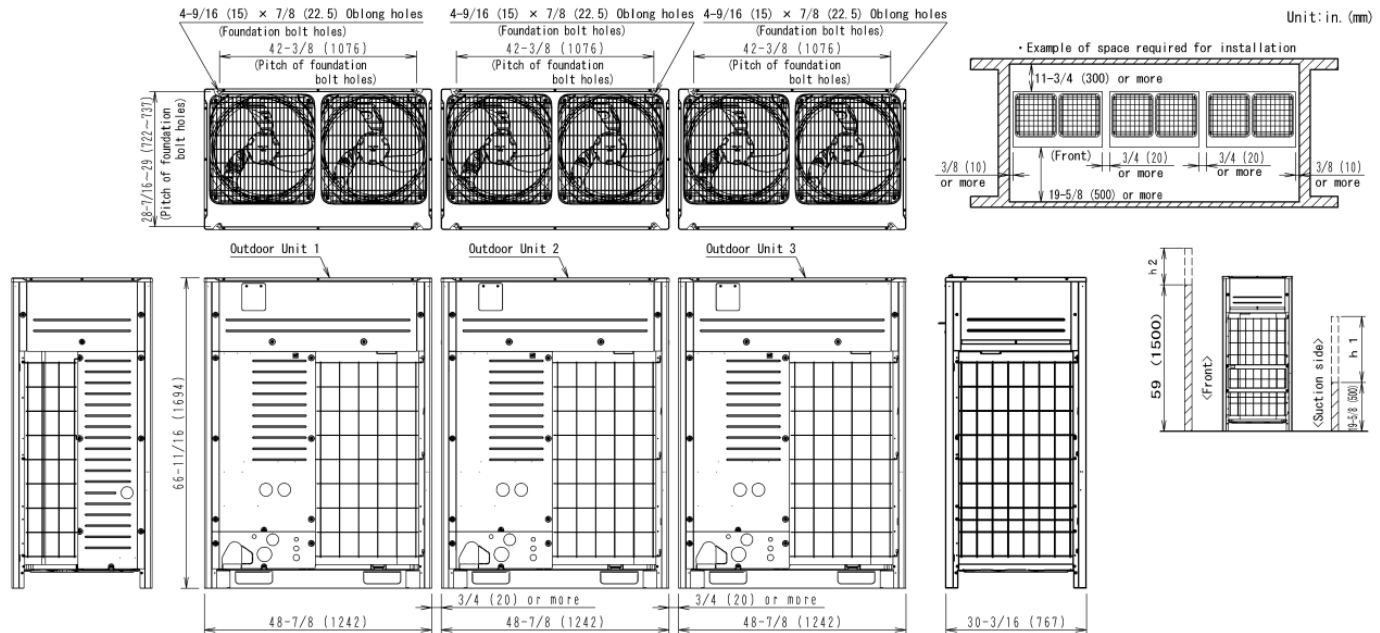 4-9/16 (15) × 7/8 (22.5) Oblong holes
(Foundation bolt holes)
42-3/8 (1076)
(Pitch of foundation
bolt holes)
4-9/16 (15) × 7/8 (22.5) Oblong holes
(Foundation bolt holes)
42-3/8 (1076)
(Pitch of foundation
bolt holes)
4-9/16 (15) × 7/8 (22.5) Oblong holes
(Foundation bolt holes)
42-3/8 (1076)
(Pitch of foundation
bolt holes)
Unit:in. (mm)
28-7/16~29 (722~737)
(Pitch of foundation
bolt holes)
・Example of space required for installation
11-3/4 (300) or more
(Front)
3/4 (20)
or more
3/4 (20)
or more
3/8 (10)
or more
3/8 (10)
or more
19-5/8 (500) or more
Outdoor Unit 1
Outdoor Unit 2
Outdoor Unit 3
66-11/16 (1694)
h 2
59 (1500)
<Front>
<Suction side>
h 1
19-5/8 (500)
3/4 (20) or more
3/4 (20) or more
48-7/8 (1242)
48-7/8 (1242)
48-7/8 (1242)
30-3/16 (767)